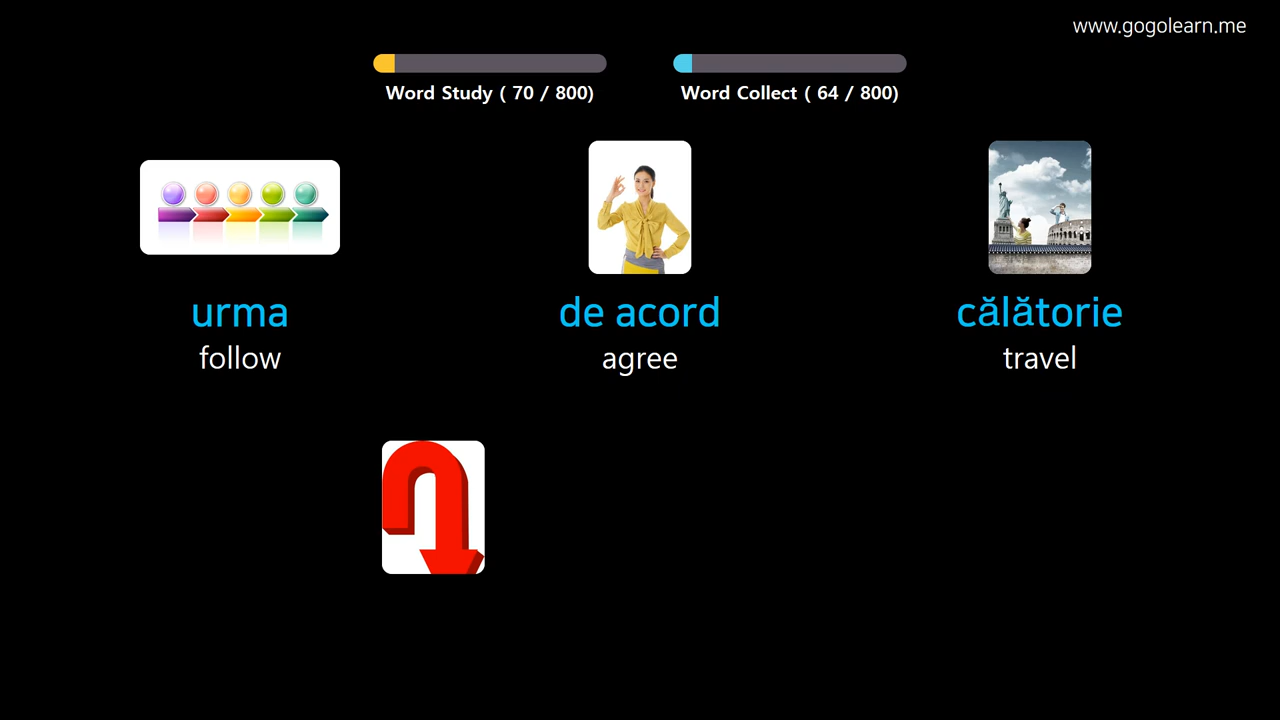 www.gogolearn.me
Word Study ( 70 / 800)
Word Collect ( 64 / 800)
urma
follow
de acord
agree
călătorie
travel